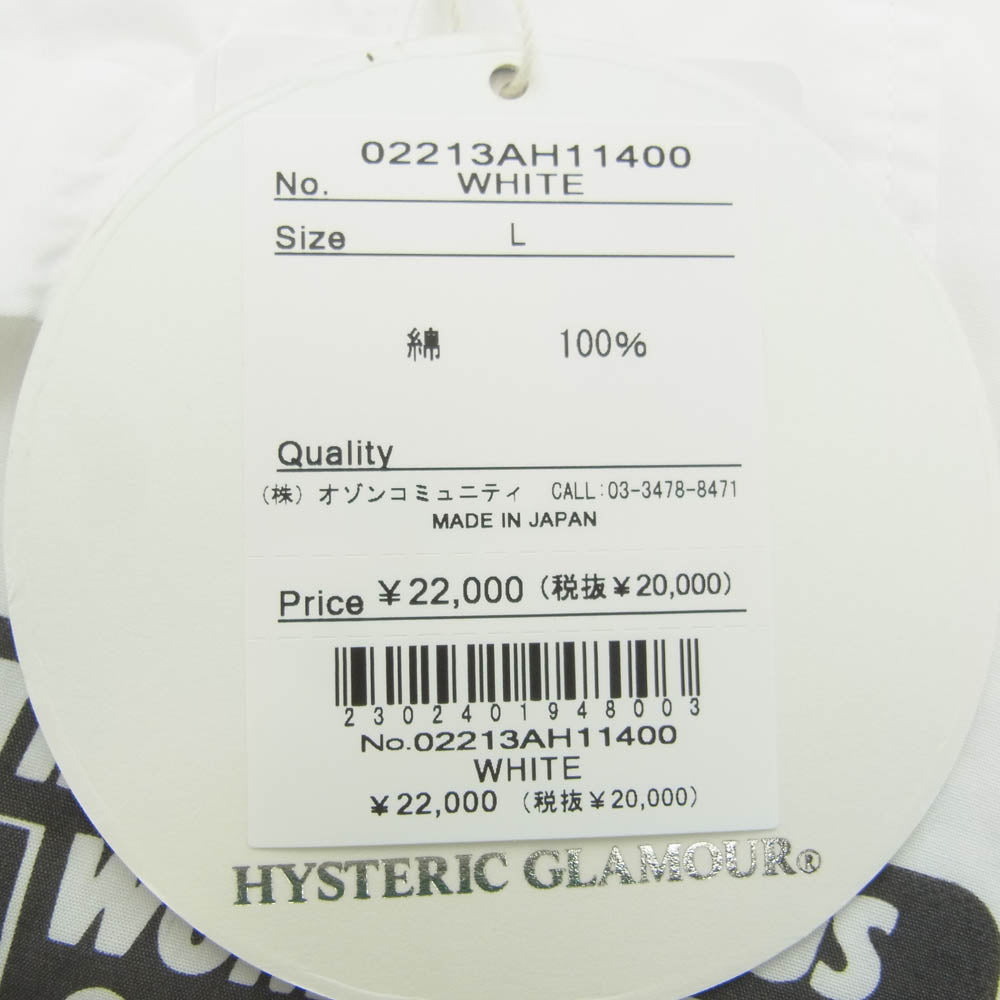 02213AH11400
No. WHITE
Size L
綿 100%
Quality
(株) オゾンコミュニティ CALL:03-3478-8471
MADE IN JAPAN
Price ¥22,000 (税抜¥20,000)
2302401948003
No.02213AH11400
WHITE
¥22,000 (税抜¥20,000)
HYSTERIC GLAMOUR®